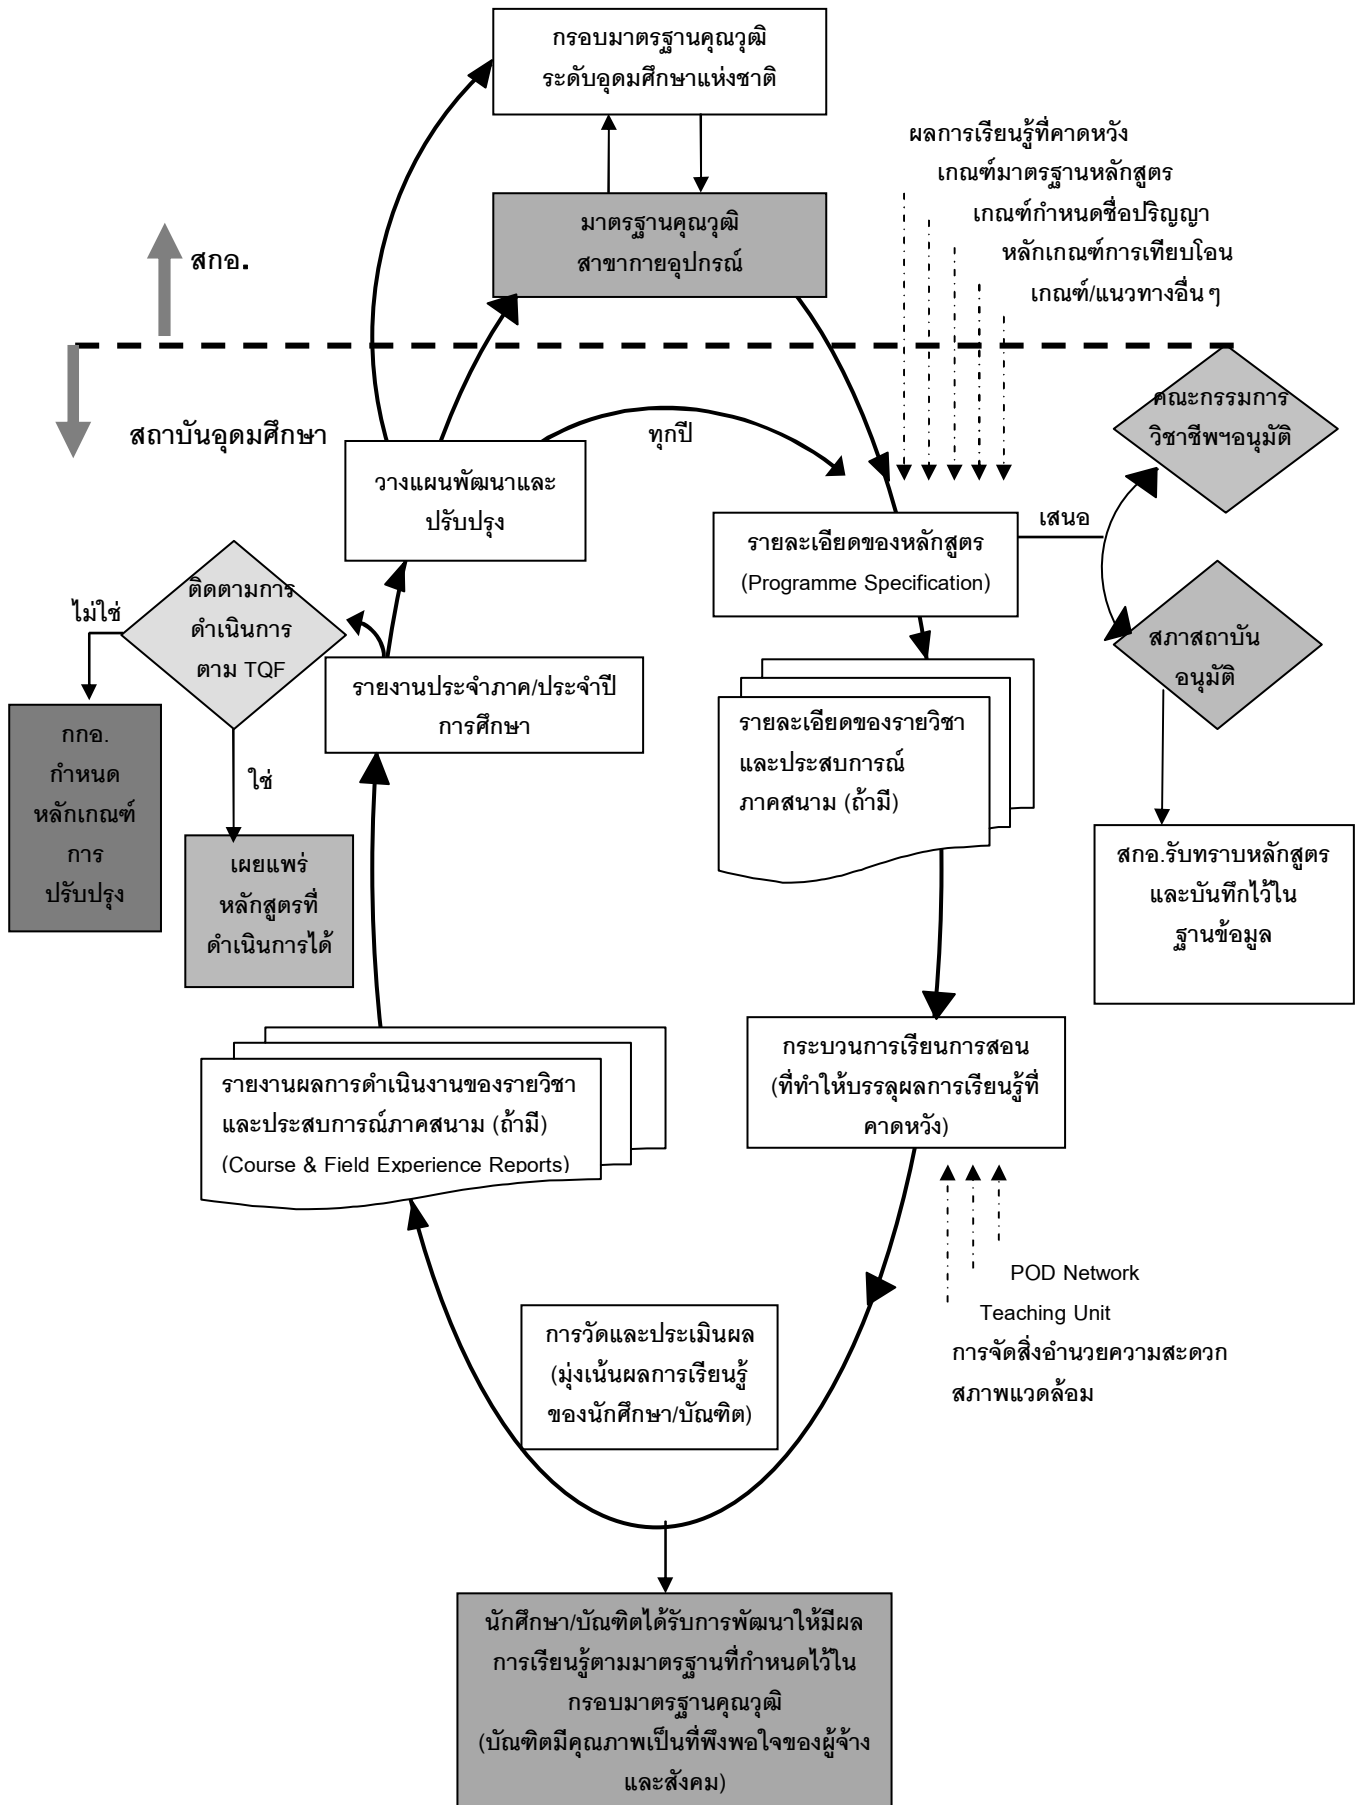 กรอบมาตรฐานคุณวุฒิ
ระดับอุดมศึกษาแห่งชาติ
ผลการเรียนรู้ที่คาดหวัง
เกณฑ์มาตรฐานหลักสูตร
เกณฑ์กำหนดชื่อปริญญา
หลักเกณฑ์การเทียบโอน
เกณฑ์/แนวทางอื่น ๆ
มาตรฐานคุณวุฒิ
สาขากายอุปกรณ์
สกอ.
สถาบันอุดมศึกษา
ทุกปี
คณะกรรมการ
วิชาชีพฯอนุมัติ
วางแผนพัฒนาและ
ปรับปรุง
รายละเอียดของหลักสูตร
(Programme Specification)
เสนอ
สภาสถาบัน
อนุมัติ
ติดตามการ
ดำเนินการ
ตาม TQF
ไม่ใช่
ใช่
รายงานประจำภาค/ประจำปี
การศึกษา
รายละเอียดของรายวิชา
และประสบการณ์
ภาคสนาม (ถ้ามี)
กกอ.
กำหนด
หลักเกณฑ์
การ
ปรับปรุง
เผยแพร่
หลักสูตรที่
ดำเนินการได้
สกอ.รับทราบหลักสูตร
และบันทึกไว้ใน
ฐานข้อมูล
รายงานผลการดำเนินงานของรายวิชา
และประสบการณ์ภาคสนาม (ถ้ามี)
(Course & Field Experience Reports)
กระบวนการเรียนการสอน
(ที่ทำให้บรรลุผลการเรียนรู้ที่
คาดหวัง)
POD Network
Teaching Unit
การจัดสิ่งอำนวยความสะดวก
สภาพแวดล้อม
การวัดและประเมินผล
(มุ่งเน้นผลการเรียนรู้
ของนักศึกษา/บัณฑิต)
นักศึกษา/บัณฑิตได้รับการพัฒนาให้มีผล
การเรียนรู้ตามมาตรฐานที่กำหนดไว้ใน
กรอบมาตรฐานคุณวุฒิ
(บัณฑิตมีคุณภาพเป็นที่พึงพอใจของผู้จ้าง
และสังคม)